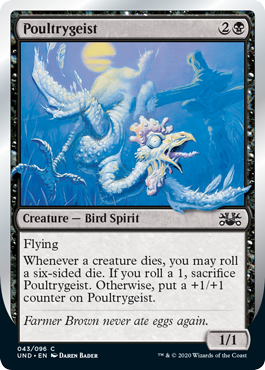 Poultrygeist 2
Creature — Bird Spirit
Flying
Whenever a creature dies, you may roll
a six-sided die. If you roll a 1, sacrifice
Poultrygeist. Otherwise, put a +1/+1
counter on Poultrygeist.
Farmer Brown never ate eggs again.
1/1
043/096 C
UND • EN Daren Bader ™ & © 2020 Wizards of the Coast